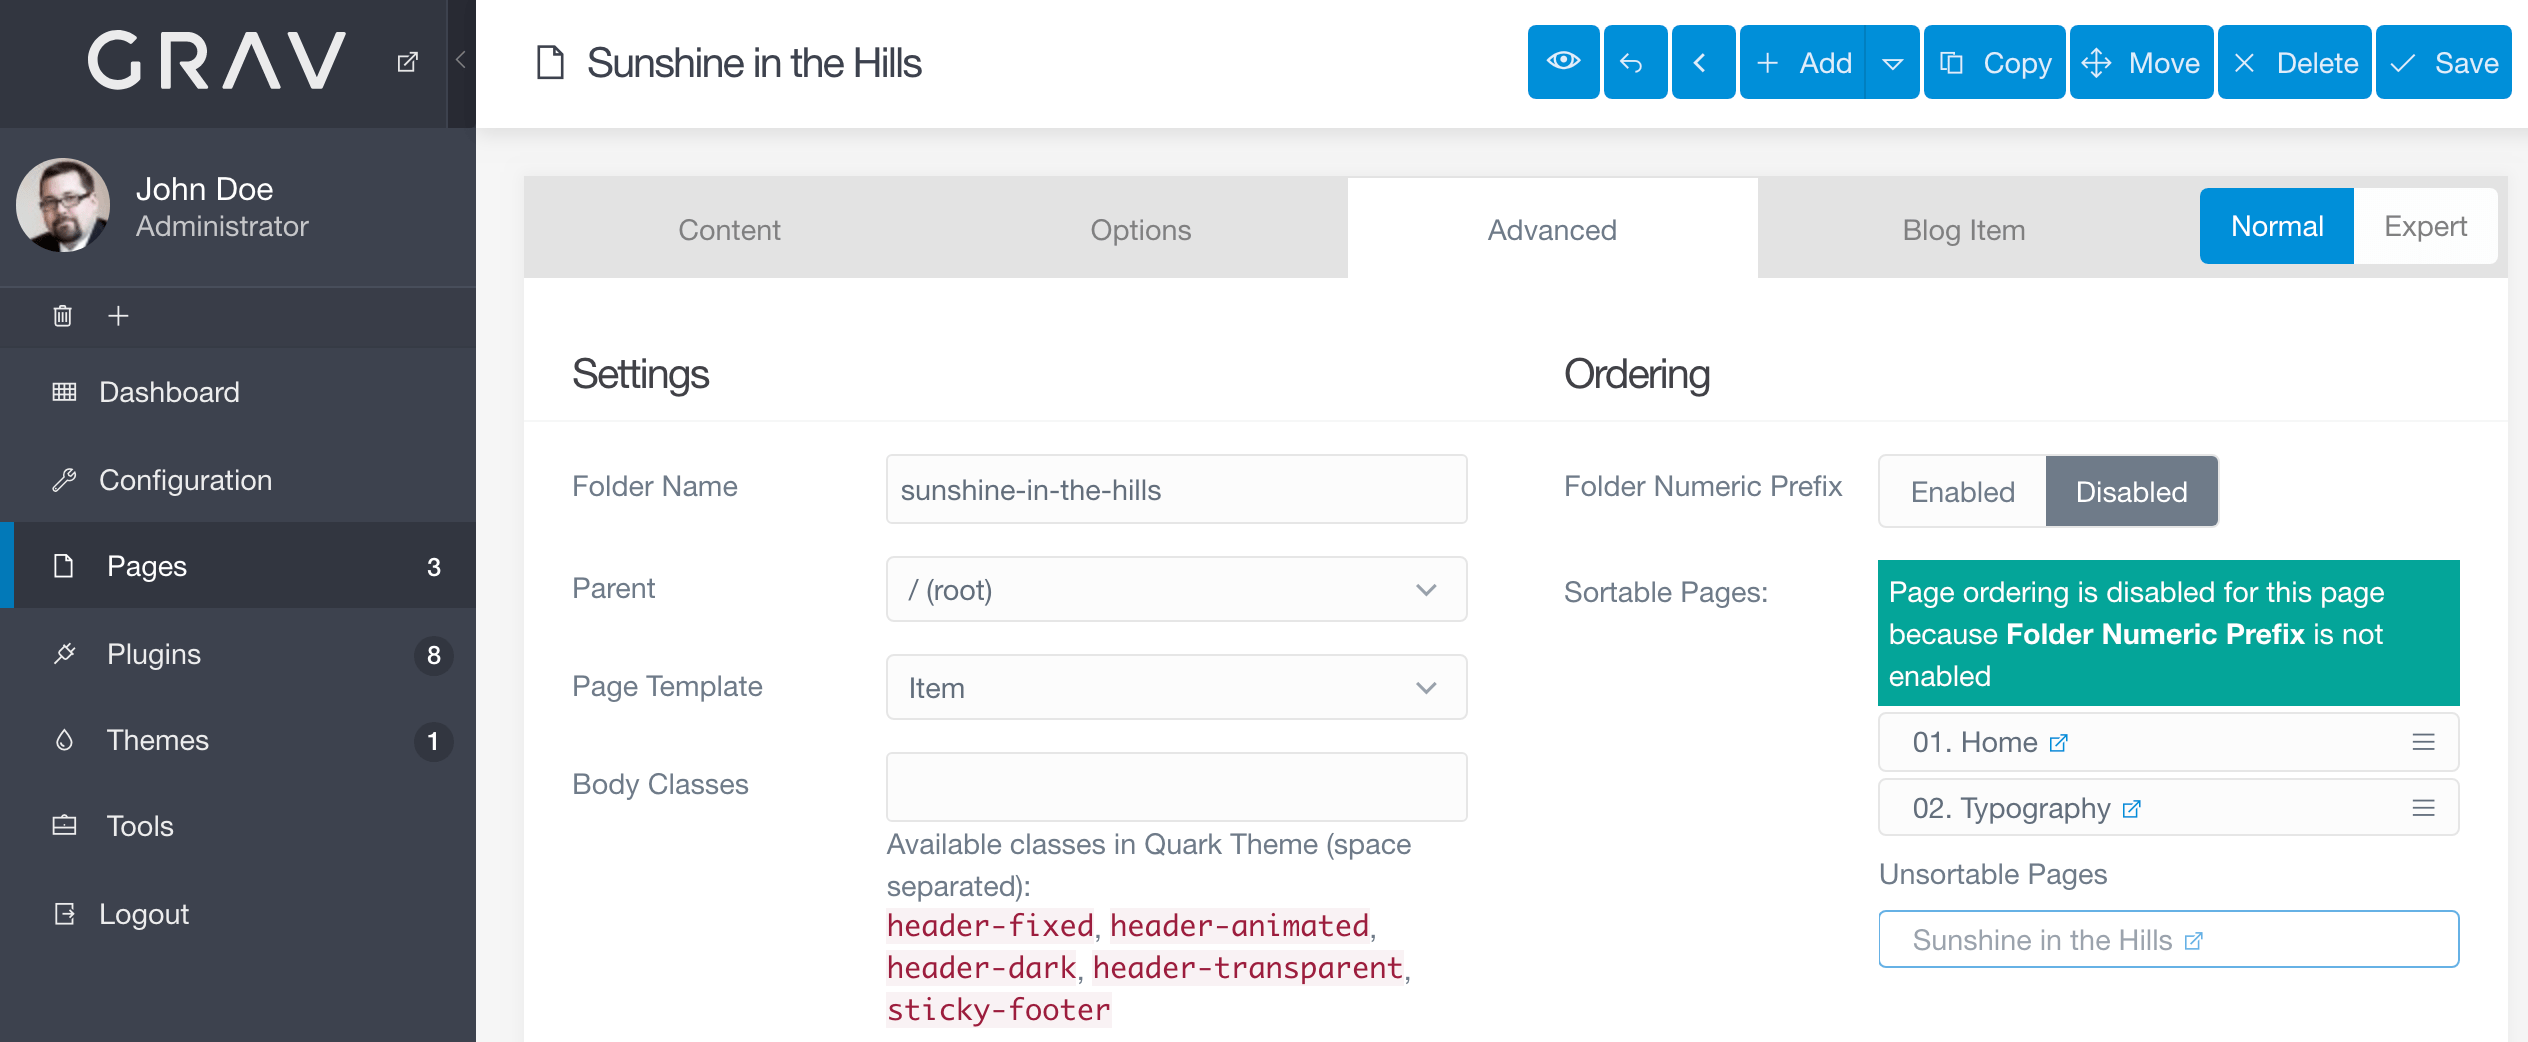 GRAV
Sunshine in the Hills
Add
Copy
Move
Delete
Save
John Doe
Administrator
Dashboard
Configuration
Pages 3
Plugins 8
Themes 1
Tools
Logout
Content
Options
Advanced
Blog Item
Normal
Expert
Settings
Folder Name
sunshine-in-the-hills
Parent
/ (root)
Page Template
Item
Body Classes
Available classes in Quark Theme (space
separated):
header-fixed, header-animated,
header-dark, header-transparent,
sticky-footer
Ordering
Folder Numeric Prefix
Enabled
Disabled
Sortable Pages:
Page ordering is disabled for this page
because Folder Numeric Prefix is not
enabled
01. Home
02. Typography
Unsortable Pages
Sunshine in the Hills